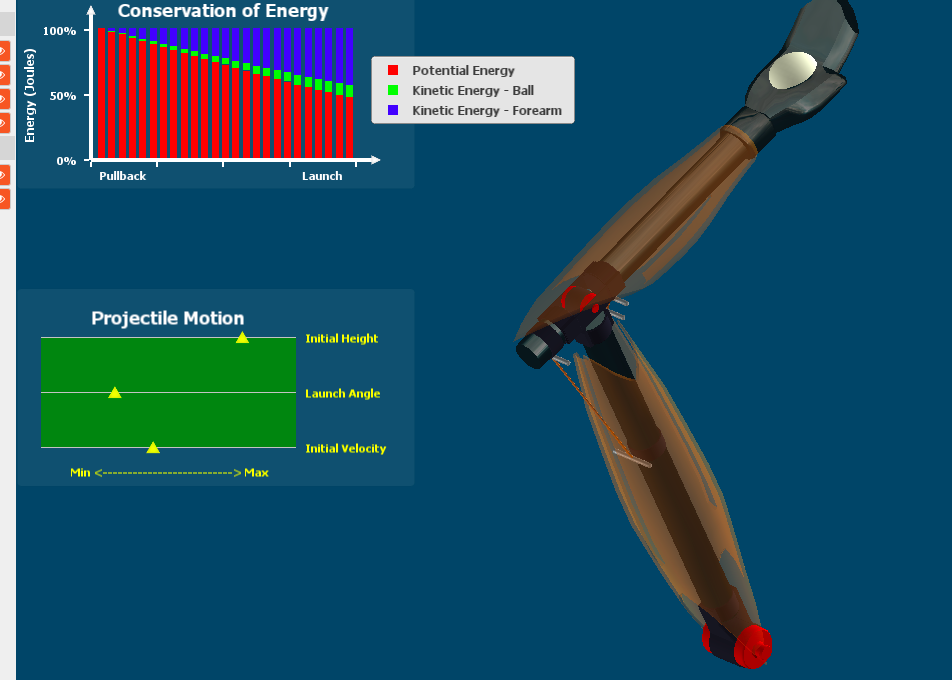 Conservation of Energy
100%
50%
0%
Energy (Joules)
Pullback
Launch
Potential Energy
Kinetic Energy - Ball
Kinetic Energy - Forearm
Projectile Motion
Initial Height
Launch Angle
Initial Velocity
Min <---------------------------> Max